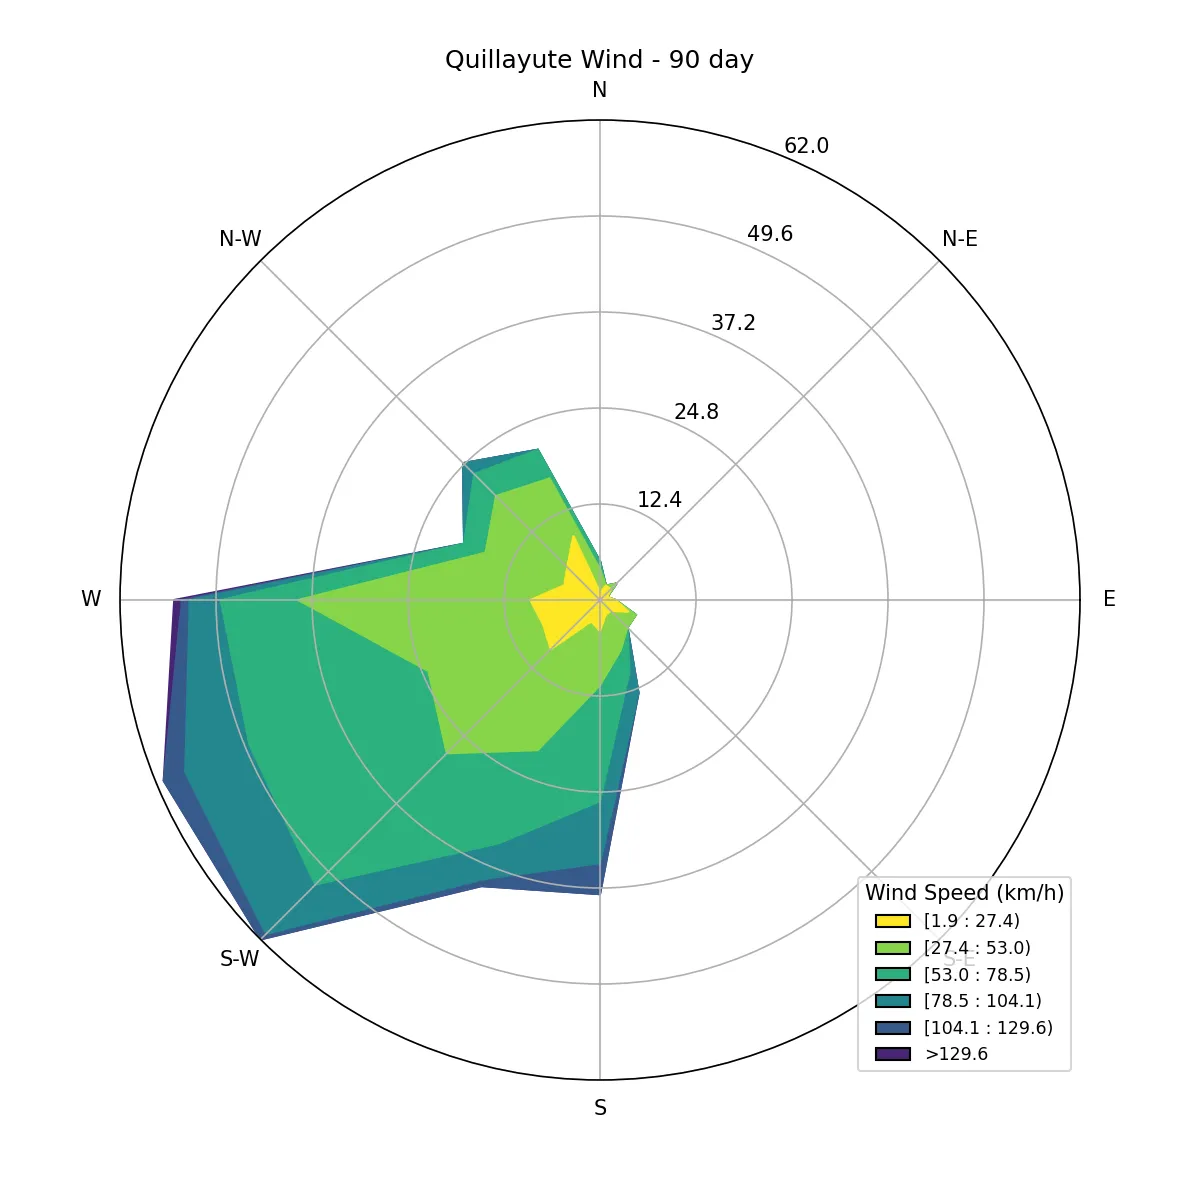 Quillayute Wind - 90 day
N
62.0
N-W
49.6
N-E
37.2
24.8
12.4
W
E
Wind Speed (km/h)
[1.9 : 27.4)
[27.4 : 53.0)
S-W
S-E
[53.0 : 78.5)
[78.5 : 104.1)
[104.1 : 129.6)
>129.6
S